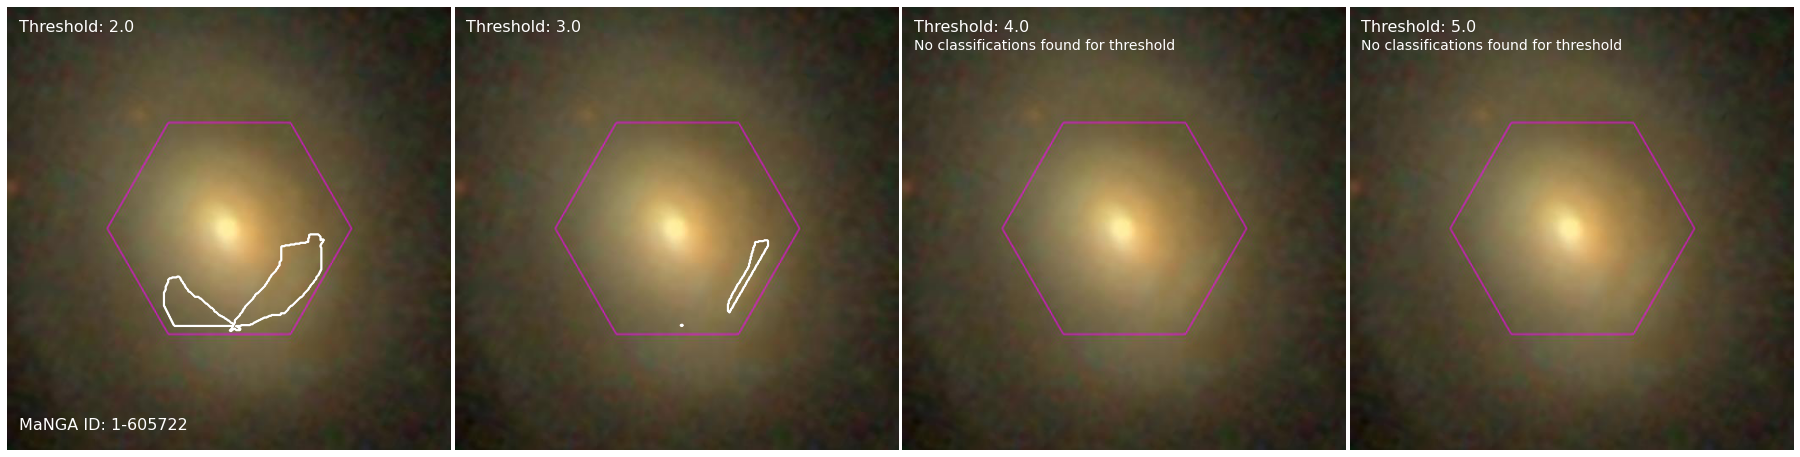 Threshold: 2.0
MaNGA ID: 1-605722
Threshold: 3.0
Threshold: 4.0
No classifications found for threshold
Threshold: 5.0
No classifications found for threshold